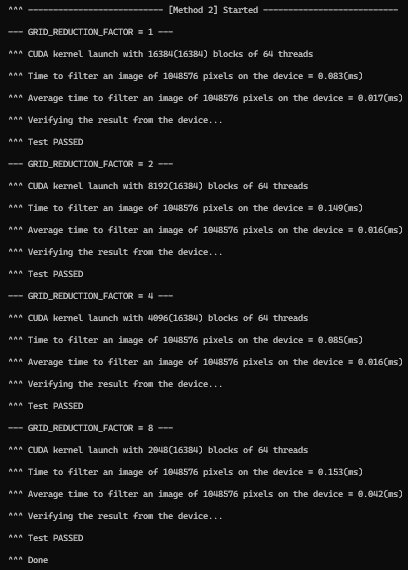 ^^^ --------------------------- [Method 2] Started ---------------------------
--- GRID_REDUCTION_FACTOR = 1 ---
^^^ CUDA kernel launch with 16384(16384) blocks of 64 threads
^^^ Time to filter an image of 1048576 pixels on the device = 0.083(ms)
^^^ Average time to filter an image of 1048576 pixels on the device = 0.017(ms)
^^^ Verifying the result from the device...
^^^ Test PASSED
--- GRID_REDUCTION_FACTOR = 2 ---
^^^ CUDA kernel launch with 8192(16384) blocks of 64 threads
^^^ Time to filter an image of 1048576 pixels on the device = 0.149(ms)
^^^ Average time to filter an image of 1048576 pixels on the device = 0.016(ms)
^^^ Verifying the result from the device...
^^^ Test PASSED
--- GRID_REDUCTION_FACTOR = 4 ---
^^^ CUDA kernel launch with 4096(16384) blocks of 64 threads
^^^ Time to filter an image of 1048576 pixels on the device = 0.085(ms)
^^^ Average time to filter an image of 1048576 pixels on the device = 0.016(ms)
^^^ Verifying the result from the device...
^^^ Test PASSED
--- GRID_REDUCTION_FACTOR = 8 ---
^^^ CUDA kernel launch with 2048(16384) blocks of 64 threads
^^^ Time to filter an image of 1048576 pixels on the device = 0.153(ms)
^^^ Average time to filter an image of 1048576 pixels on the device = 0.042(ms)
^^^ Verifying the result from the device...
^^^ Test PASSED
^^^ Done